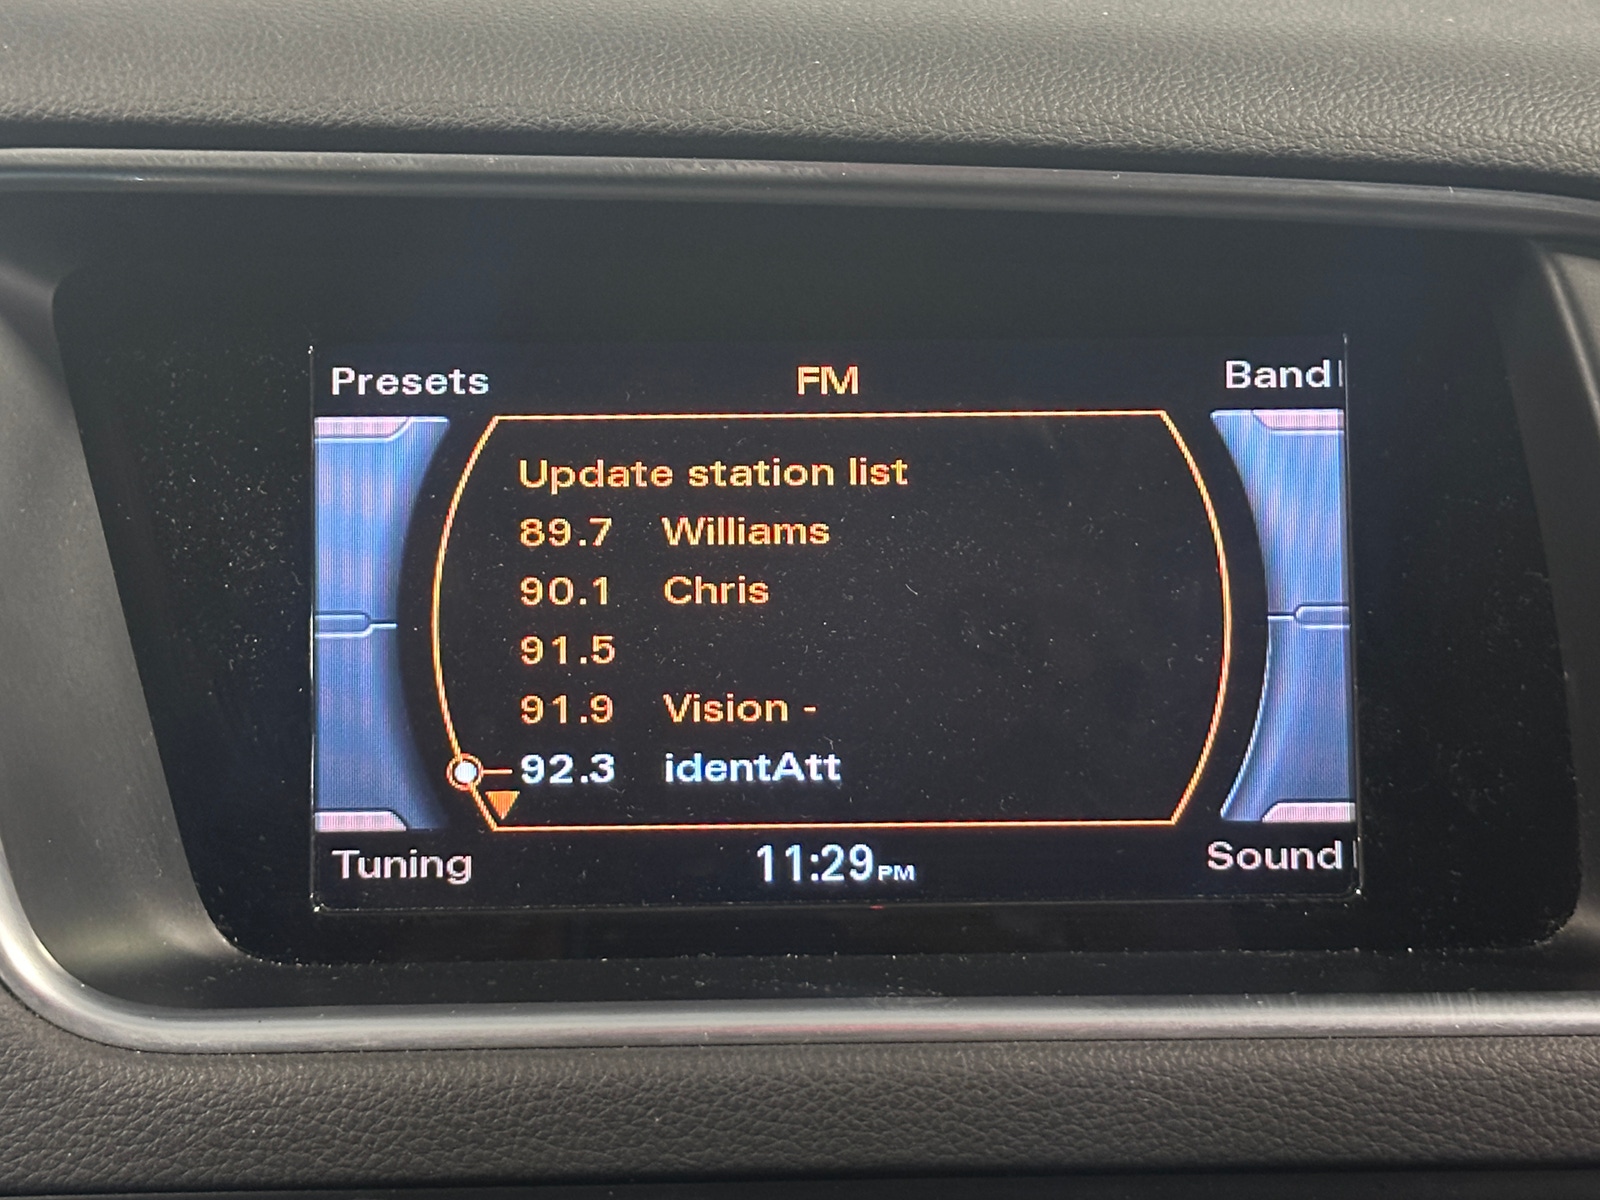 Presets FM Band
Update station list
89.7 Williams
90.1 Chris
91.5
91.9 Vision -
92.3 identAtt
Tuning 11:29PM Sound